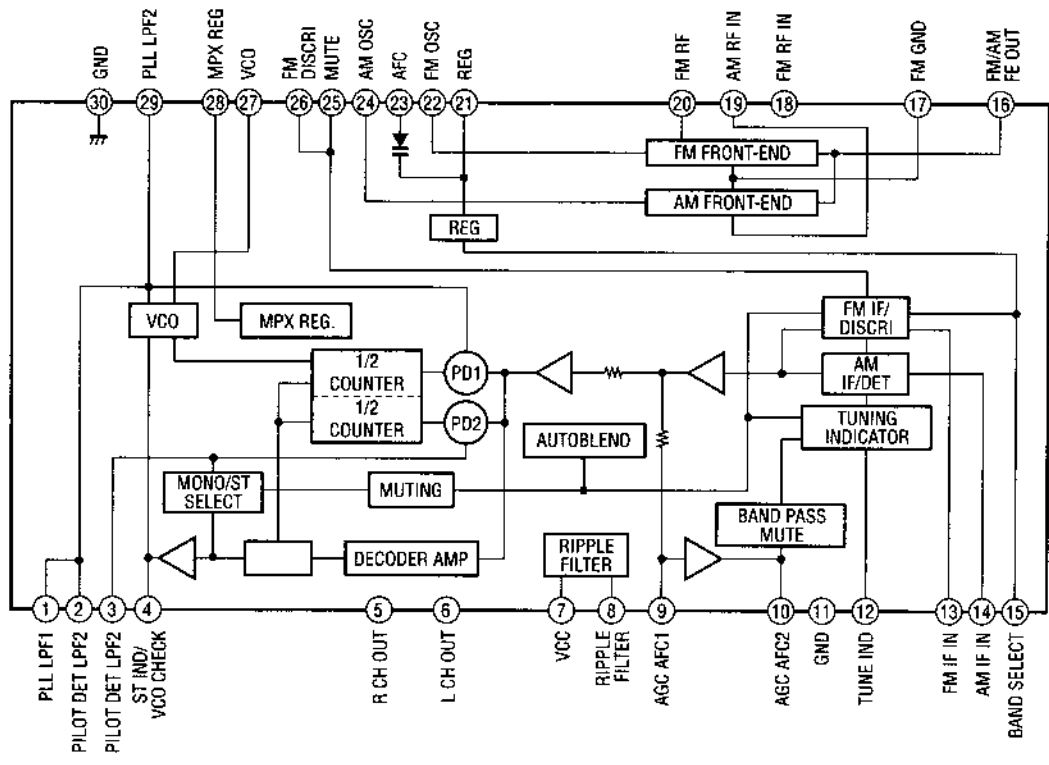 GND
PLL LPF2
MPX REG
VCO
FM
DISCRI
MUTE
AM OSC
AFC
FM OSC
REG
FM RF
AM RF IN
FM RF IN
FM GND
FM/AM
FE OUT
30
29
28
27
26
25
24
23
22
21
20
19
18
17
16
FM FRONT-END
AM FRONT-END
REG
VCO
MPX REG.
FM IF/
DISCRI
1/2
COUNTER
PD1
AM
IF/DET
1/2
COUNTER
PD2
TUNING
INDICATOR
AUTOBLEND
MONO/ST
SELECT
MUTING
BAND PASS
MUTE
DECODER AMP
RIPPLE
FILTER
1
2
3
4
5
6
7
8
9
10
11
12
13
14
15
PLL LPF1
PILOT DET LPF2
PILOT DET LPF2
ST IND/
VCO CHECK
R CH OUT
L CH OUT
VCC
RIPPLE
FILTER
AGC AFC1
AGC AFC2
GND
TUNE IND
FM IF IN
AM IF IN
BAND SELECT